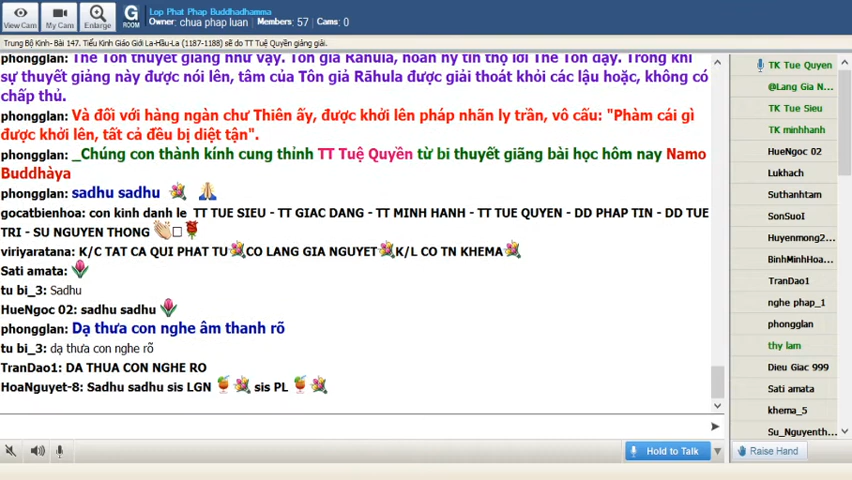 View Cam
My Cam
Enlarge
G
ROOM
Lop Phat Phap Buddhadhamma
Owner: chua phap luan Members: 57 Cams: 0
Trung Bộ Kinh- Bài 147. Tiểu Kinh Giáo Giới La-Hầu-La (1187-1188) sẽ do TT Tuệ Quyền giảng giải.
phongglan: Thế Tôn thuyết giảng như vậy. Tôn giả Rahula, hoan hỷ tín thọ lời Thế Tôn dạy. Trong khi
sự thuyết giảng này được nói lên, tâm của Tôn giả Rāhula được giải thoát khỏi các lậu hoặc, không có
chấp thủ.
phongglan: Và đối với hàng ngàn chư Thiên ấy, được khởi lên pháp nhãn ly trần, vô cấu: "Phàm cái gì
được khởi lên, tất cả đều bị diệt tận".
phongglan: _Chúng con thành kính cung thỉnh TT Tuệ Quyền từ bi thuyết giãng bài học hôm nay Namo
Buddhàya
phongglan: sadhu sadhu
gocatbienhoa: con kinh danh le TT TUE SIEU - TT GIAC DANG - TT MINH HANH - TT TUE QUYEN - DD PHAP TIN - DD TUE
TRI - SU NGUYEN THONG
viriyaratana: K/C TAT CA QUI PHAT TU CO LANG GIA NGUYET K/L CO TN KHEMA
Sati amata:
tu bi_3: Sadhu
HueNgoc 02: sadhu sadhu
phongglan: Dạ thưa con nghe âm thanh rõ
tu bi_3: dạ thưa con nghe rõ
TranDao1: DA THUA CON NGHE RO
HoaNguyet-8: Sadhu sadhu sis LGN sis PL
Hold to Talk
TK Tue Quyen
@Lang Gia N...
TK Tue Sieu
TK minhhanh
HueNgoc 02
Lukhach
Suthanhtam
SonSuoI
Huyenmong2...
BinhMinhHoa...
TranDao1
nghe phap_1
phongglan
thy lam
Dieu Giac 999
Sati amata
khema_5
Su_Nguyenth...
Raise Hand